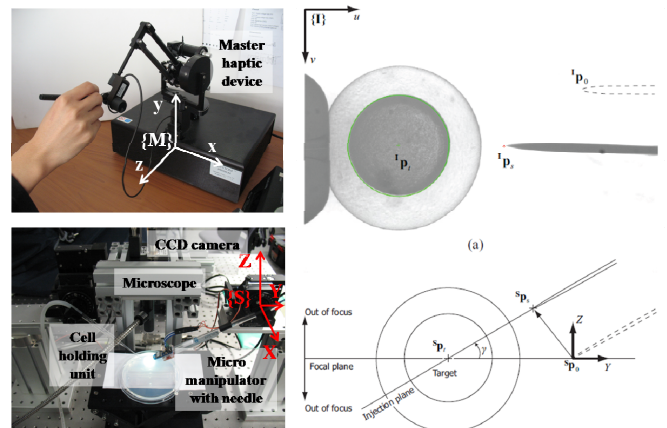 Master
haptic
device
y
{M}
x
z
CCD camera
Z
Microscope
{S}
Y
X
Cell
holding
unit
Micro
manipulator
with needle
{I}
u
v
ᴵp₀
ᴵpₜ
ᴵpₛ
(a)
Out of focus
Focal plane
Out of focus
Injection plane
ˢpₜ
Target
γ
ˢpₛ
Z
ˢp₀
Y